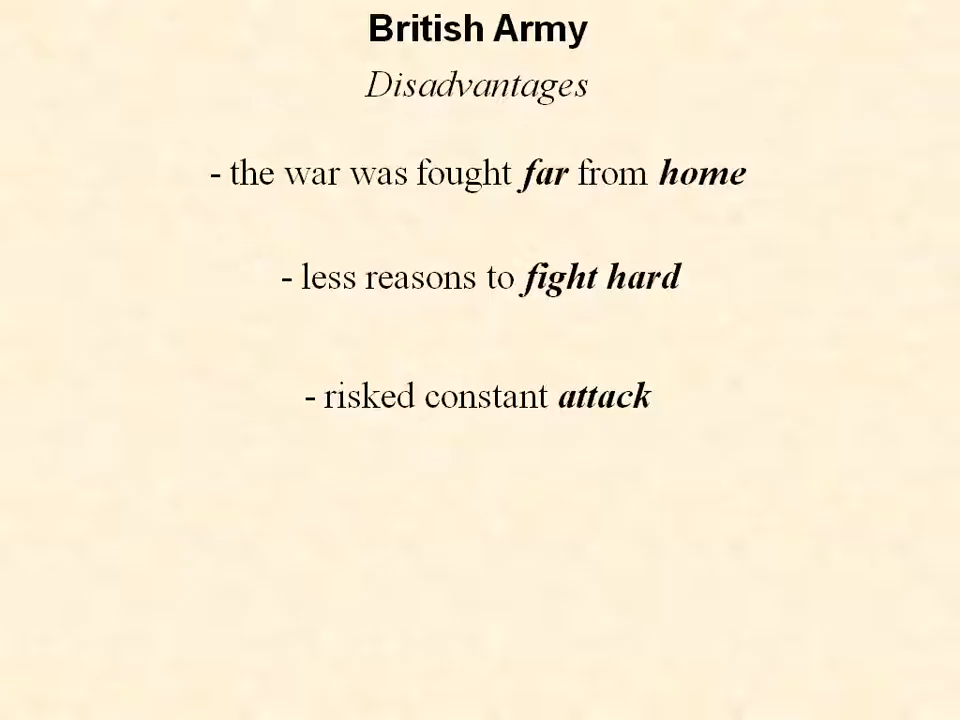 British Army
Disadvantages
- the war was fought far from home
- less reasons to fight hard
- risked constant attack